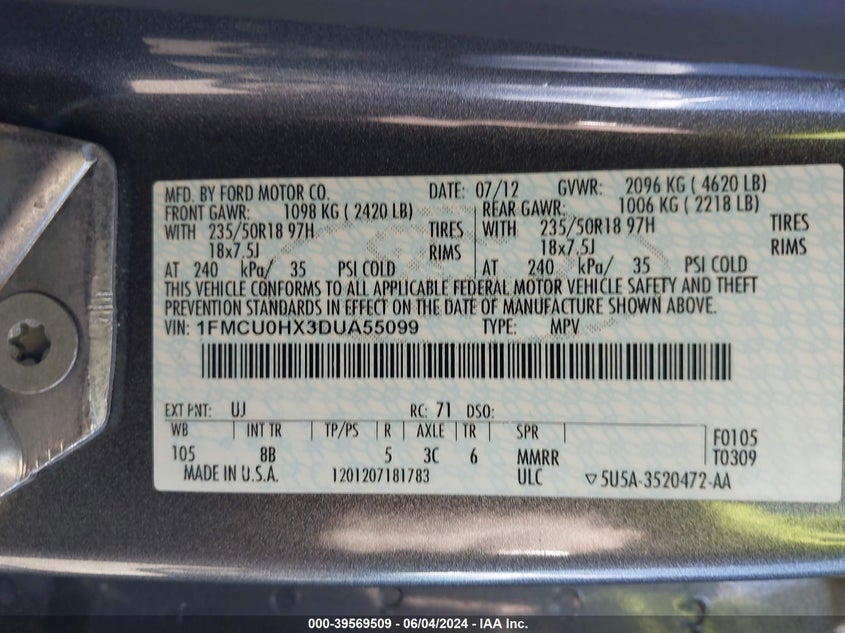 MFD. BY FORD MOTOR CO. DATE: 07/12 GVWR: 2096 KG ( 4620 LB)
FRONT GAWR: 1098 KG ( 2420 LB) REAR GAWR: 1006 KG ( 2218 LB)
WITH 235/50R18 97H TIRES WITH 235/50R18 97H TIRES
18x7.5J RIMS 18x7.5J RIMS
AT 240 kPa/ 35 PSI COLD AT 240 kPa/ 35 PSI COLD
THIS VEHICLE CONFORMS TO ALL APPLICABLE FEDERAL MOTOR VEHICLE SAFETY AND THEFT
PREVENTION STANDARDS IN EFFECT ON THE DATE OF MANUFACTURE SHOWN ABOVE.
VIN: 1FMCU0HX3DUA55099 TYPE: MPV
EXT PNT: UJ RC: 71 DSO:
WB INT TR TP/PS R AXLE TR SPR F0105
105 8B 5 3C 6 MMRR T0309
MADE IN U.S.A. 1201207181783 ULC ▽5U5A-3520472-AA
000-39569509 | 06/04/2024 | IAA Inc.